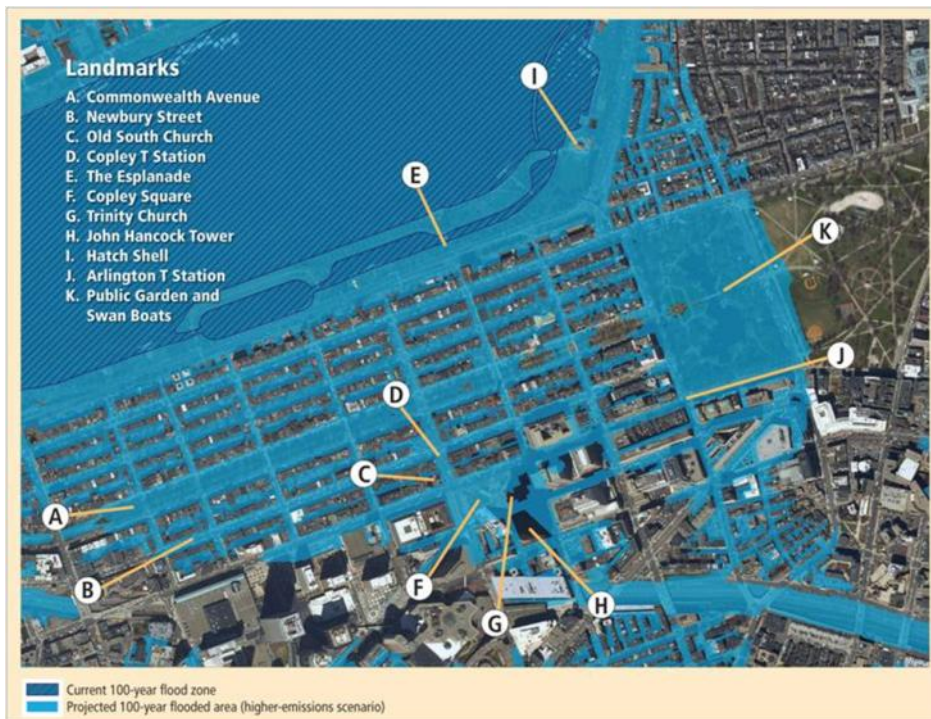 Landmarks
A. Commonwealth Avenue
B. Newbury Street
C. Old South Church
D. Copley T Station
E. The Esplanade
F. Copley Square
G. Trinity Church
H. John Hancock Tower
I. Hatch Shell
J. Arlington T Station
K. Public Garden and
Swan Boats
I
E
K
J
D
C
A
B
F
G
H
Current 100-year flood zone
Projected 100-year flooded area (higher-emissions scenario)